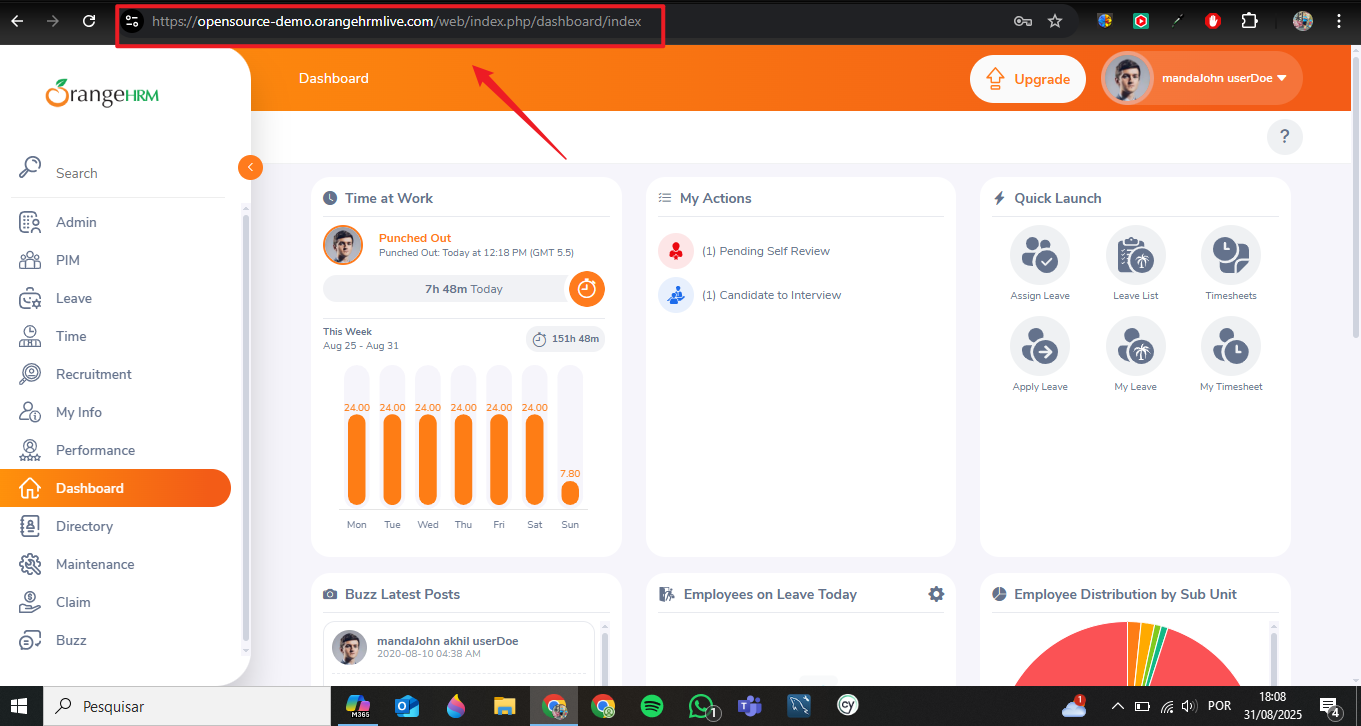 https://opensource-demo.orangehrmlive.com/web/index.php/dashboard/index
OrangeHRM
Dashboard
Upgrade
mandaJohn userDoe
?
Search
Admin
PIM
Leave
Time
Recruitment
My Info
Performance
Dashboard
Directory
Maintenance
Claim
Buzz
Time at Work
Punched Out
Punched Out: Today at 12:18 PM (GMT 5.5)
7h 48m Today
This Week
Aug 25 - Aug 31
151h 48m
24.00 24.00 24.00 24.00 24.00 24.00
7.80
Mon Tue Wed Thu Fri Sat Sun
My Actions
(1) Pending Self Review
(1) Candidate to Interview
Quick Launch
Assign Leave Leave List Timesheets
Apply Leave My Leave My Timesheet
Buzz Latest Posts
mandaJohn akhil userDoe
2020-08-10 04:38 AM
Employees on Leave Today
Employee Distribution by Sub Unit
Pesquisar
M365
1
cy
1
POR
18:08
31/08/2025
4